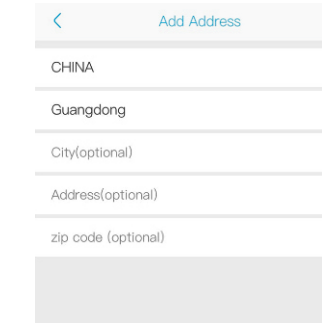 Add Address
CHINA
Guangdong
City(optional)
Address(optional)
zip code (optional)